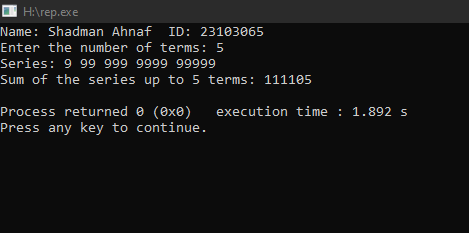 H:\rep.exe
Name: Shadman Ahnaf  ID: 23103065
Enter the number of terms: 5
Series: 9 99 999 9999 99999
Sum of the series up to 5 terms: 111105
Process returned 0 (0x0)   execution time : 1.892 s
Press any key to continue.